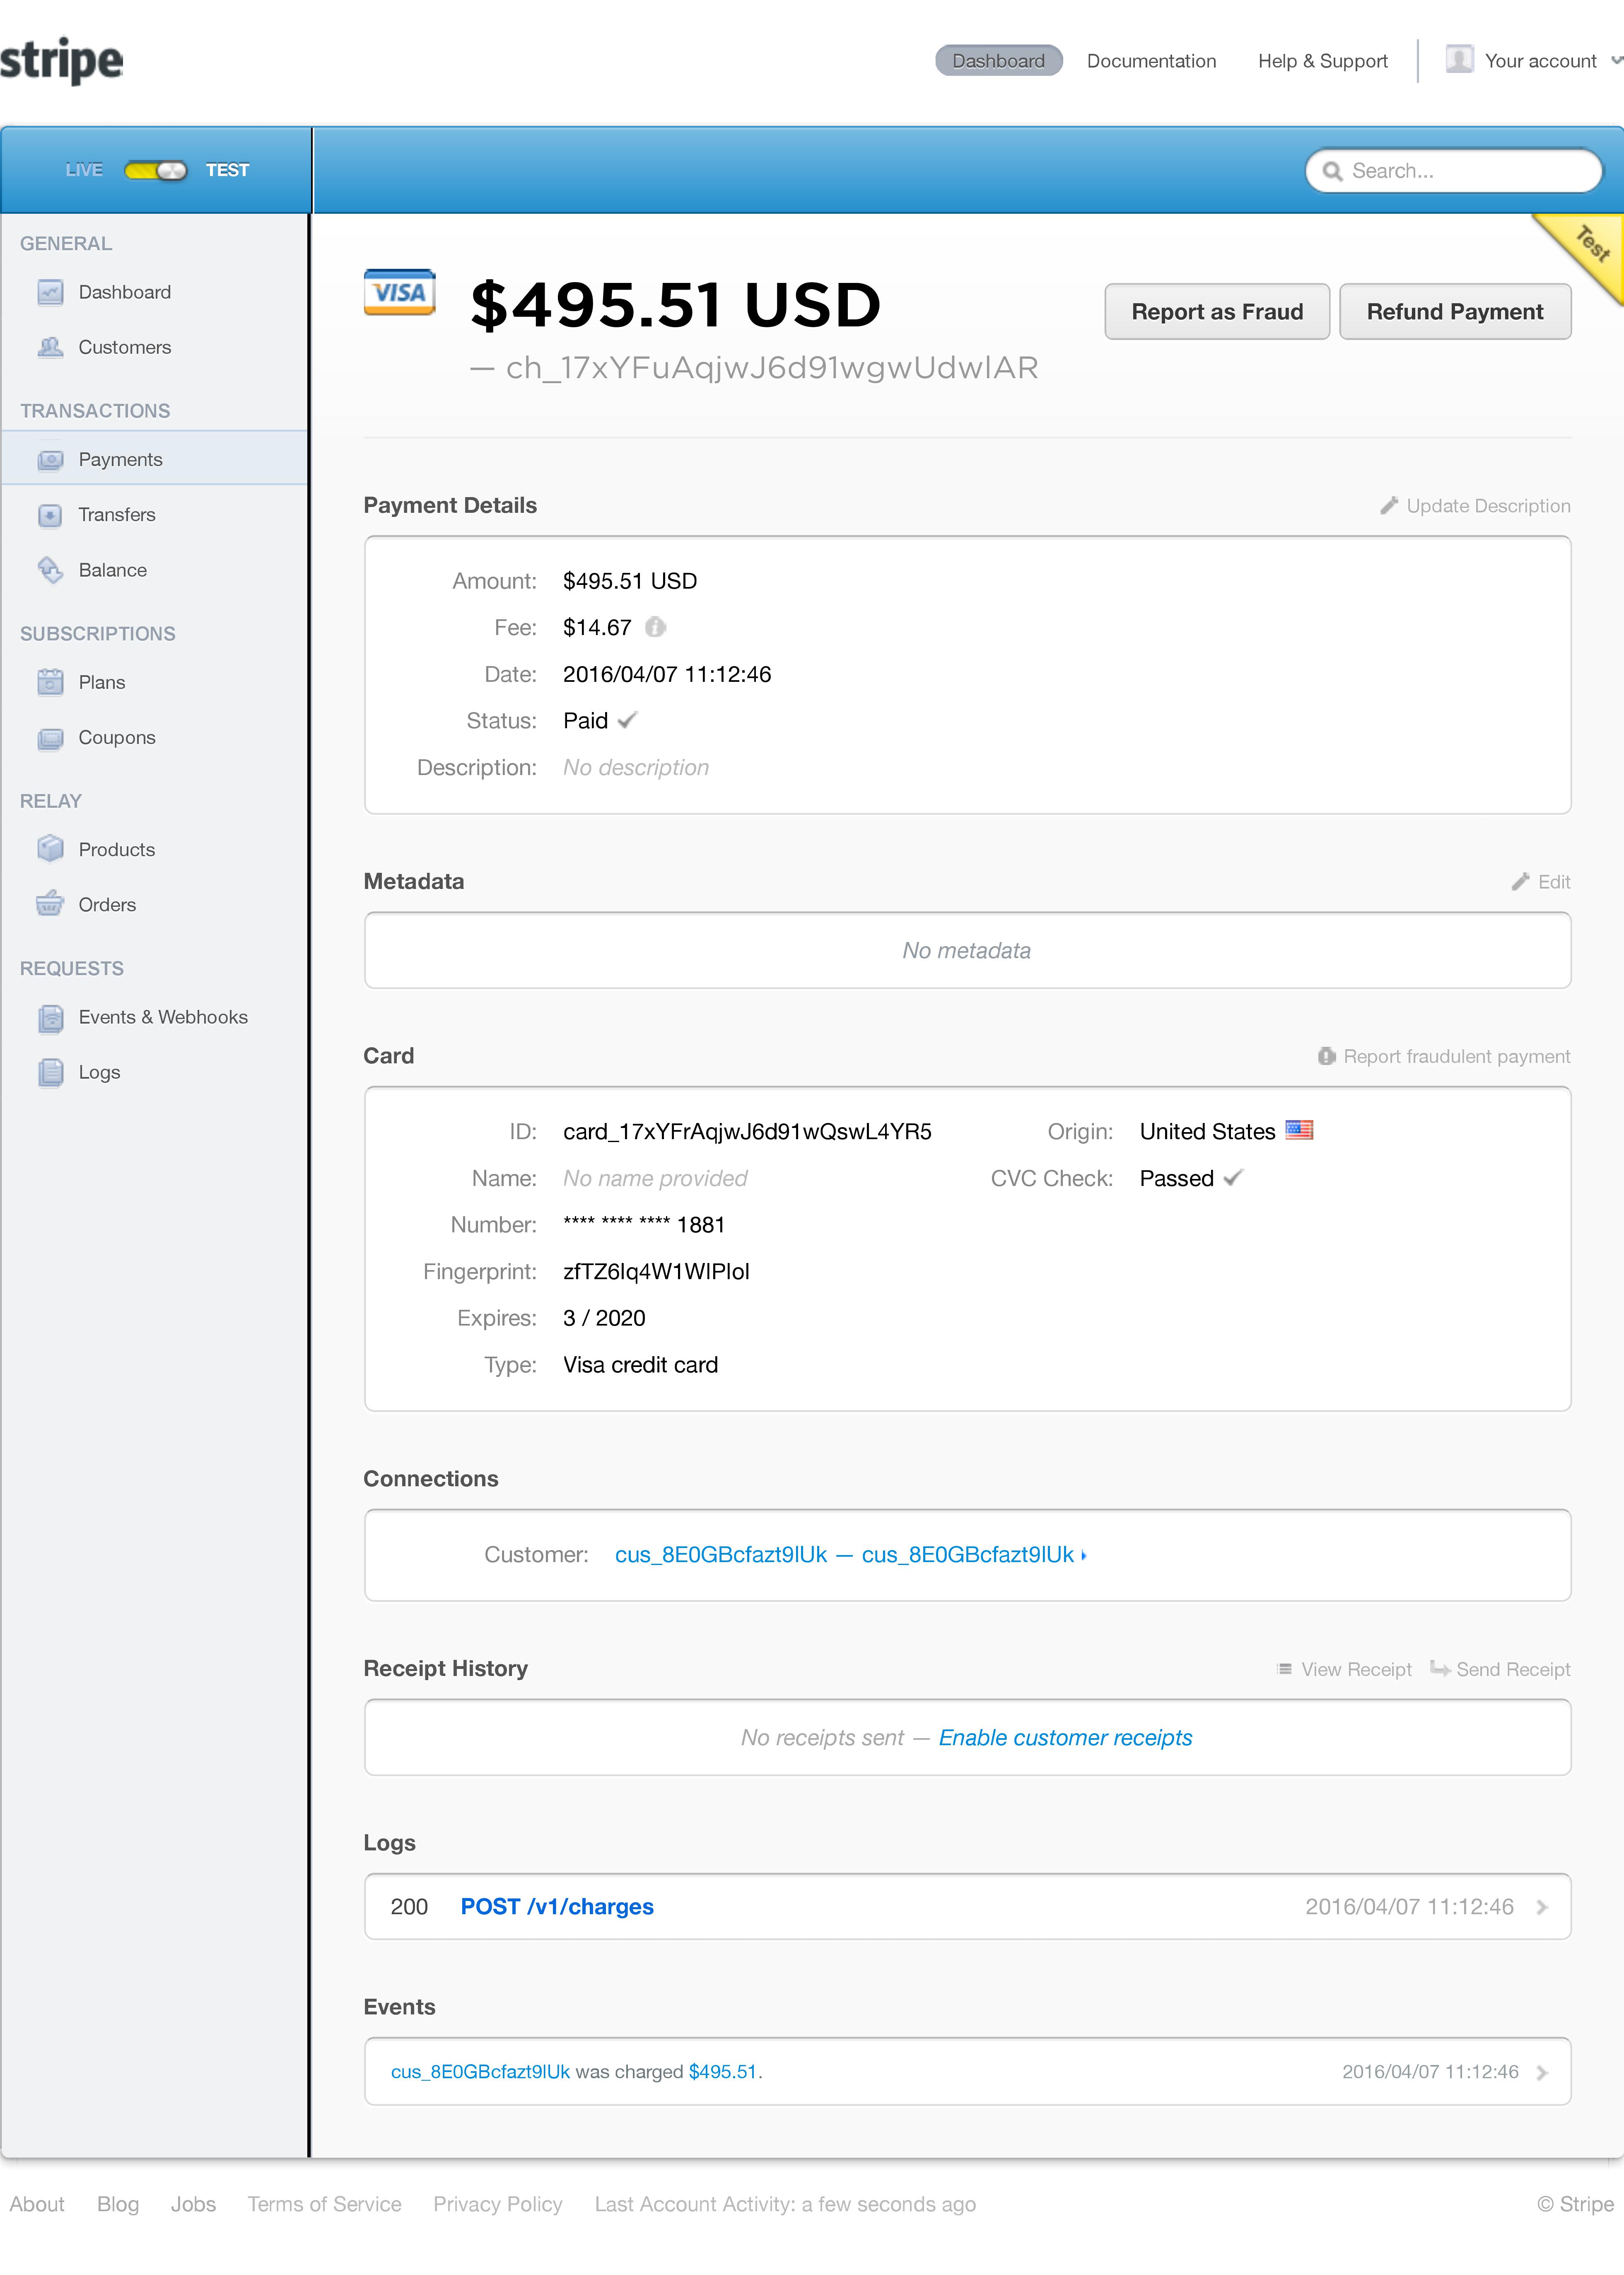 stripe
Dashboard Documentation Help & Support Your account
LIVE TEST Search...
Test
GENERAL
Dashboard
Customers
TRANSACTIONS
Payments
Transfers
Balance
SUBSCRIPTIONS
Plans
Coupons
RELAY
Products
Orders
REQUESTS
Events & Webhooks
Logs
VISA
$495.51 USD
— ch_17xYFuAqjwJ6d91wgwUdwlAR
Report as Fraud Refund Payment
Payment Details Update Description
Amount: $495.51 USD
Fee: $14.67
Date: 2016/04/07 11:12:46
Status: Paid
Description: No description
Metadata Edit
No metadata
Card Report fraudulent payment
ID: card_17xYFrAqjwJ6d91wQswL4YR5 Origin: United States
Name: No name provided CVC Check: Passed
Number: **** **** **** 1881
Fingerprint: zfTZ6lq4W1WlPlol
Expires: 3 / 2020
Type: Visa credit card
Connections
Customer: cus_8E0GBcfazt9lUk — cus_8E0GBcfazt9lUk
Receipt History View Receipt Send Receipt
No receipts sent — Enable customer receipts
Logs
200 POST /v1/charges 2016/04/07 11:12:46
Events
cus_8E0GBcfazt9lUk was charged $495.51. 2016/04/07 11:12:46
About Blog Jobs Terms of Service Privacy Policy Last Account Activity: a few seconds ago © Stripe